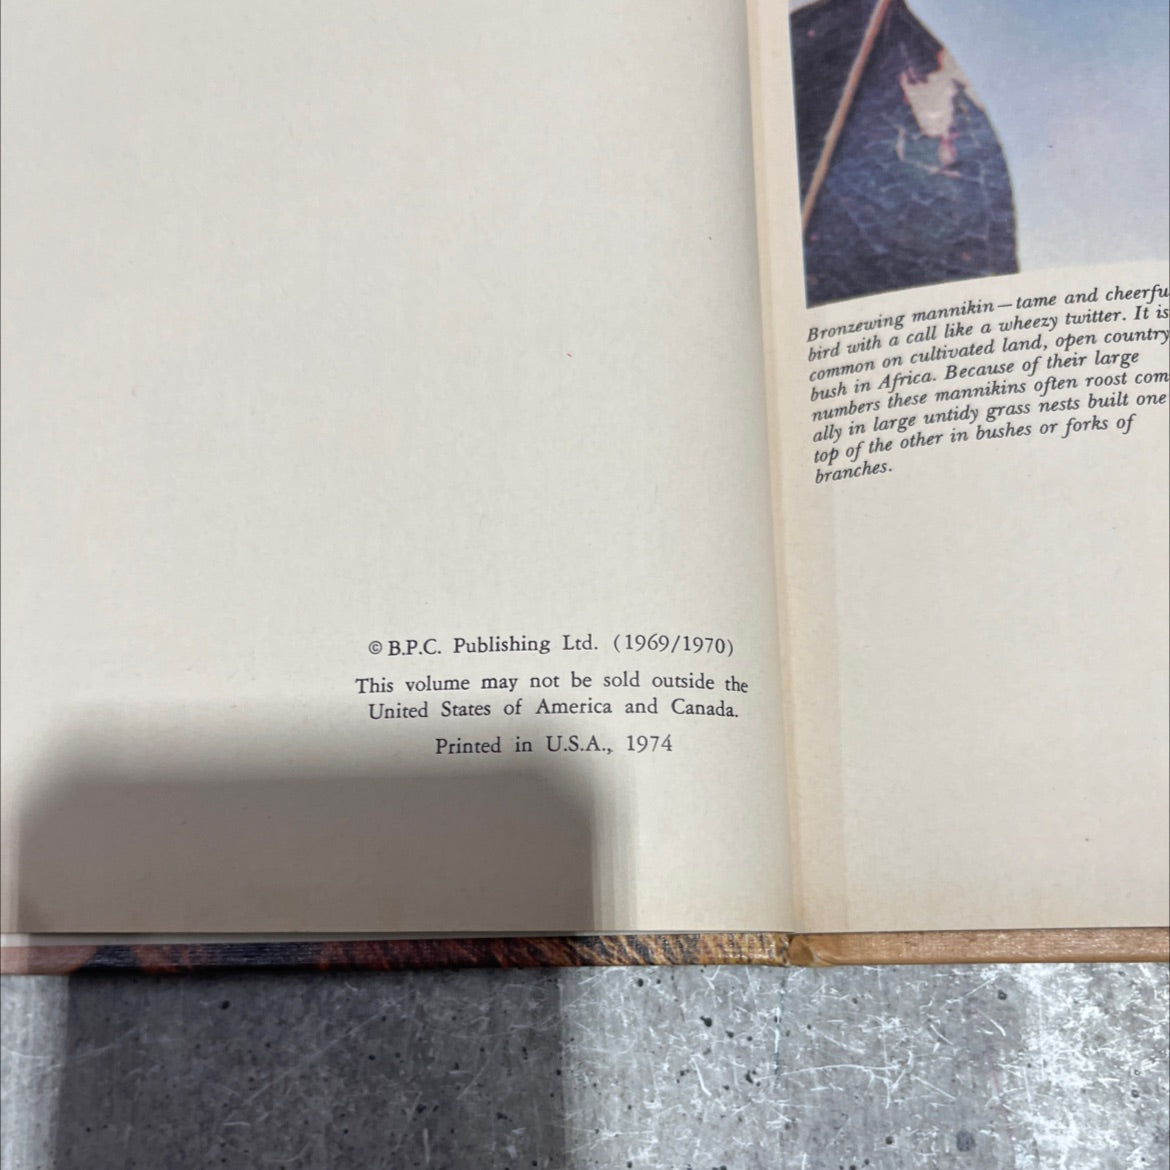 © B.P.C. Publishing Ltd. (1969/1970)
This volume may not be sold outside the
United States of America and Canada.
Printed in U.S.A., 1974
Bronzewing mannikin—tame and cheerfu
bird with a call like a wheezy twitter. It is
common on cultivated land, open country
bush in Africa. Because of their large
numbers these mannikins often roost com
ally in large untidy grass nests built one
top of the other in bushes or forks of
branches.